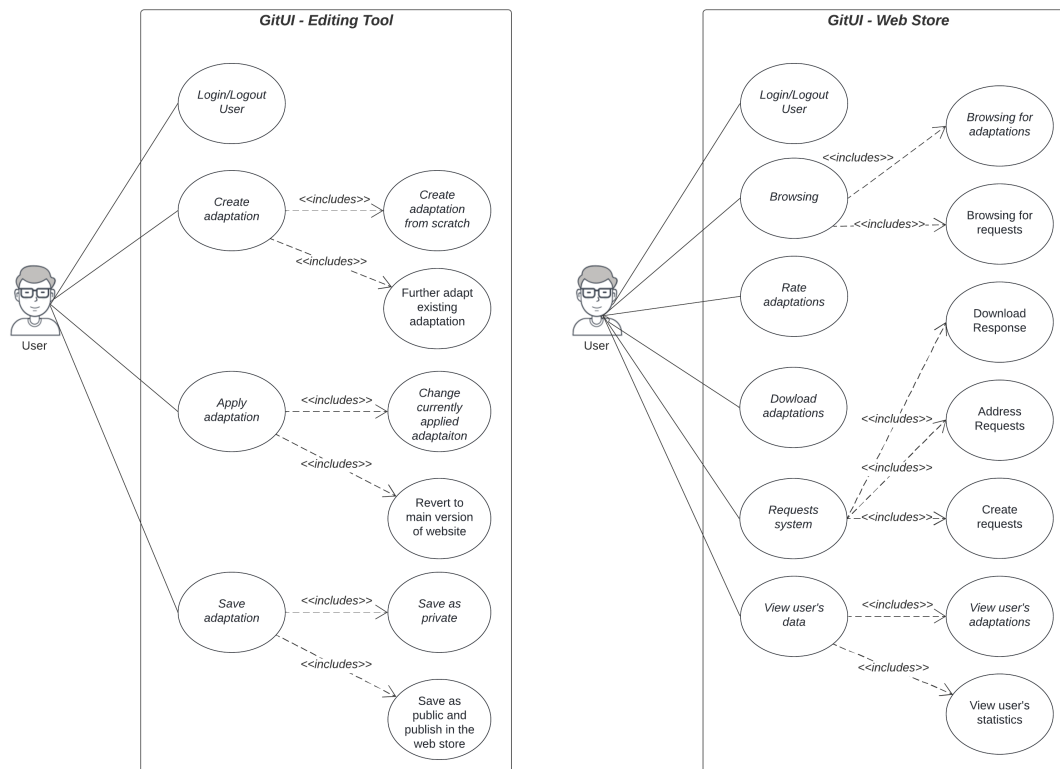 GitUI - Editing Tool
Login/Logout
User
Create
adaptation
<<includes>>
Create
adaptation
from scratch
<<includes>>
Further adapt
existing
adaptation
User
Apply
adaptation
<<includes>>
Change
currently
applied
adaptaiton
<<includes>>
Revert to
main version
of website
Save
adaptation
<<includes>>
Save as
private
<<includes>>
Save as
public and
publish in the
web store
GitUI - Web Store
Login/Logout
User
Browsing
<<includes>>
Browsing for
adaptations
<<includes>>
Browsing for
requests
Rate
adaptations
User
Dowload
adaptations
Requests
system
<<includes>>
Download
Response
<<includes>>
Address
Requests
<<includes>>
Create
requests
View user's
data
<<includes>>
View user's
adaptations
<<includes>>
View user's
statistics